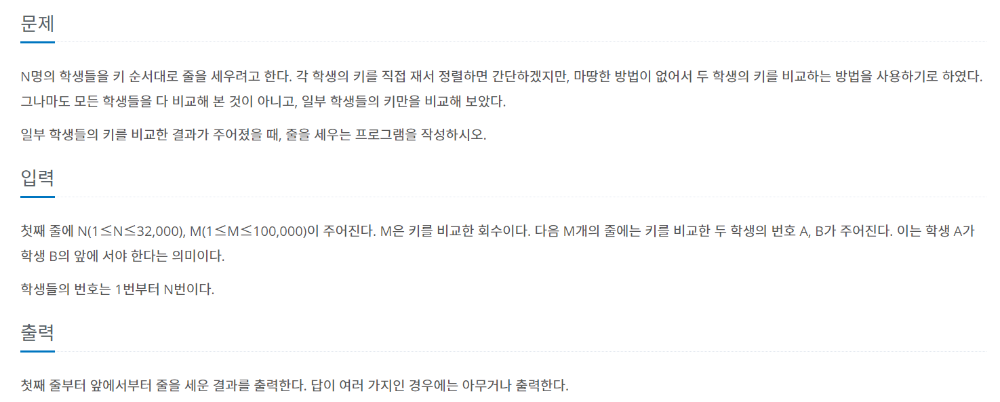 문제
N명의 학생들을 키 순서대로 줄을 세우려고 한다. 각 학생의 키를 직접 재서 정렬하면 간단하겠지만, 마땅한 방법이 없어서 두 학생의 키를 비교하는 방법을 사용하기로 하였다.
그나마도 모든 학생들을 다 비교해 본 것이 아니고, 일부 학생들의 키만을 비교해 보았다.
일부 학생들의 키를 비교한 결과가 주어졌을 때, 줄을 세우는 프로그램을 작성하시오.
입력
첫째 줄에 N(1≤N≤32,000), M(1≤M≤100,000)이 주어진다. M은 키를 비교한 회수이다. 다음 M개의 줄에는 키를 비교한 두 학생의 번호 A, B가 주어진다. 이는 학생 A가
학생 B의 앞에 서야 한다는 의미이다.
학생들의 번호는 1번부터 N번이다.
출력
첫째 줄부터 앞에서부터 줄을 세운 결과를 출력한다. 답이 여러 가지인 경우에는 아무거나 출력한다.